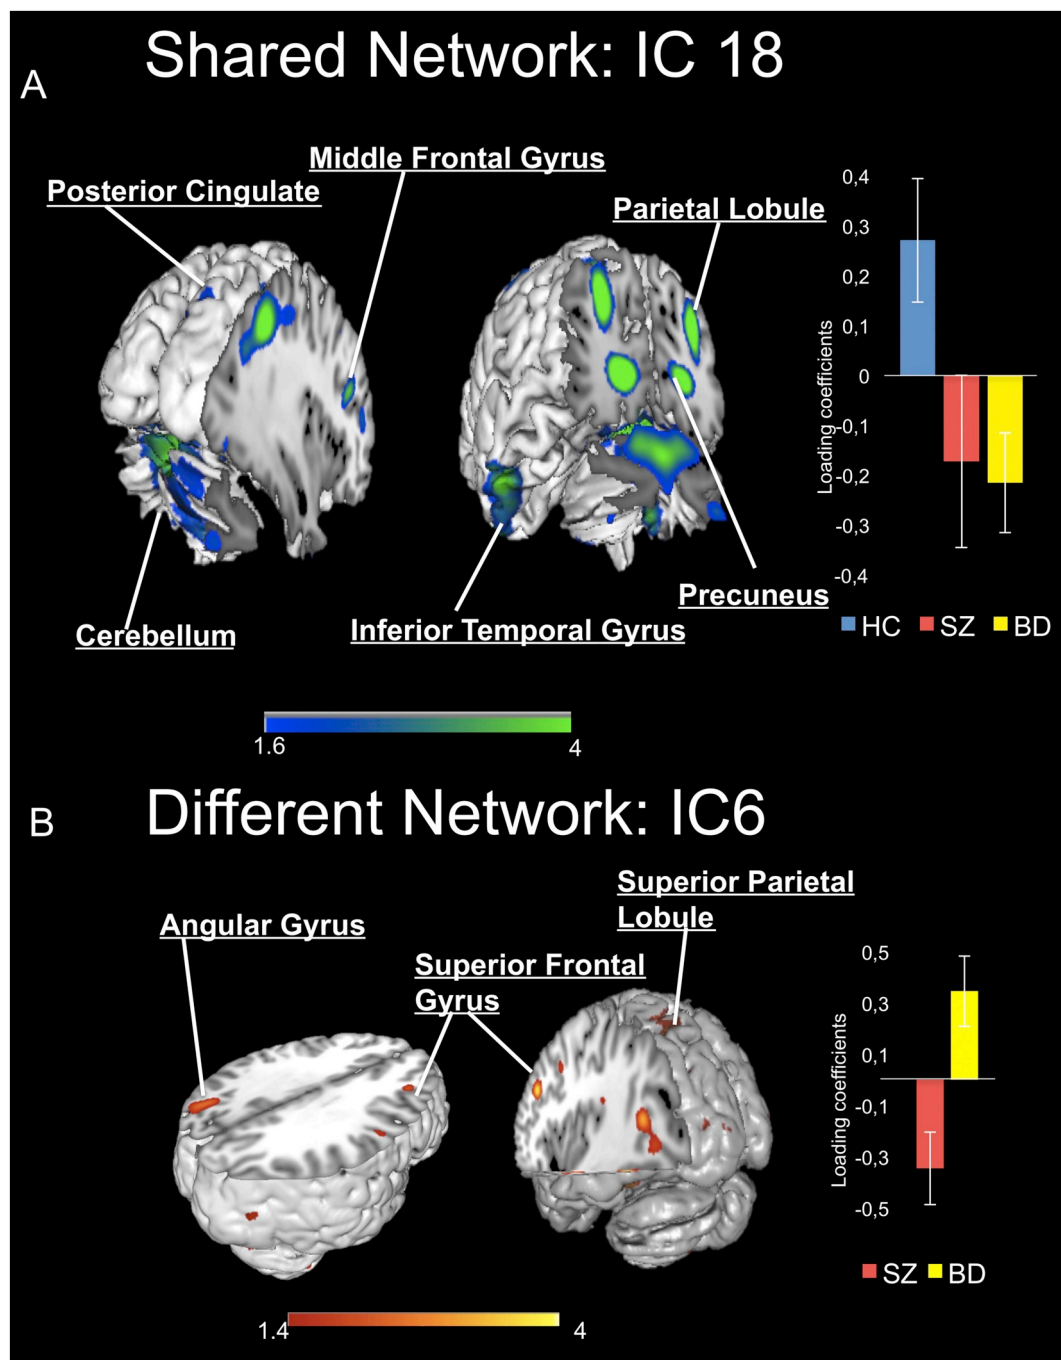 Shared Network: IC 18
A
Middle Frontal Gyrus
Posterior Cingulate
Parietal Lobule
Cerebellum
Inferior Temporal Gyrus
Precuneus
0,4
0,3
0,2
0,1
0
-0,1
-0,2
-0,3
-0,4
Loading coefficients
HC SZ BD
1.6 4
B
Different Network: IC6
Superior Parietal
Lobule
Angular Gyrus
Superior Frontal
Gyrus
0,5
0,3
0,1
-0,1
-0,3
-0,5
Loading coefficients
SZ BD
1.4 4